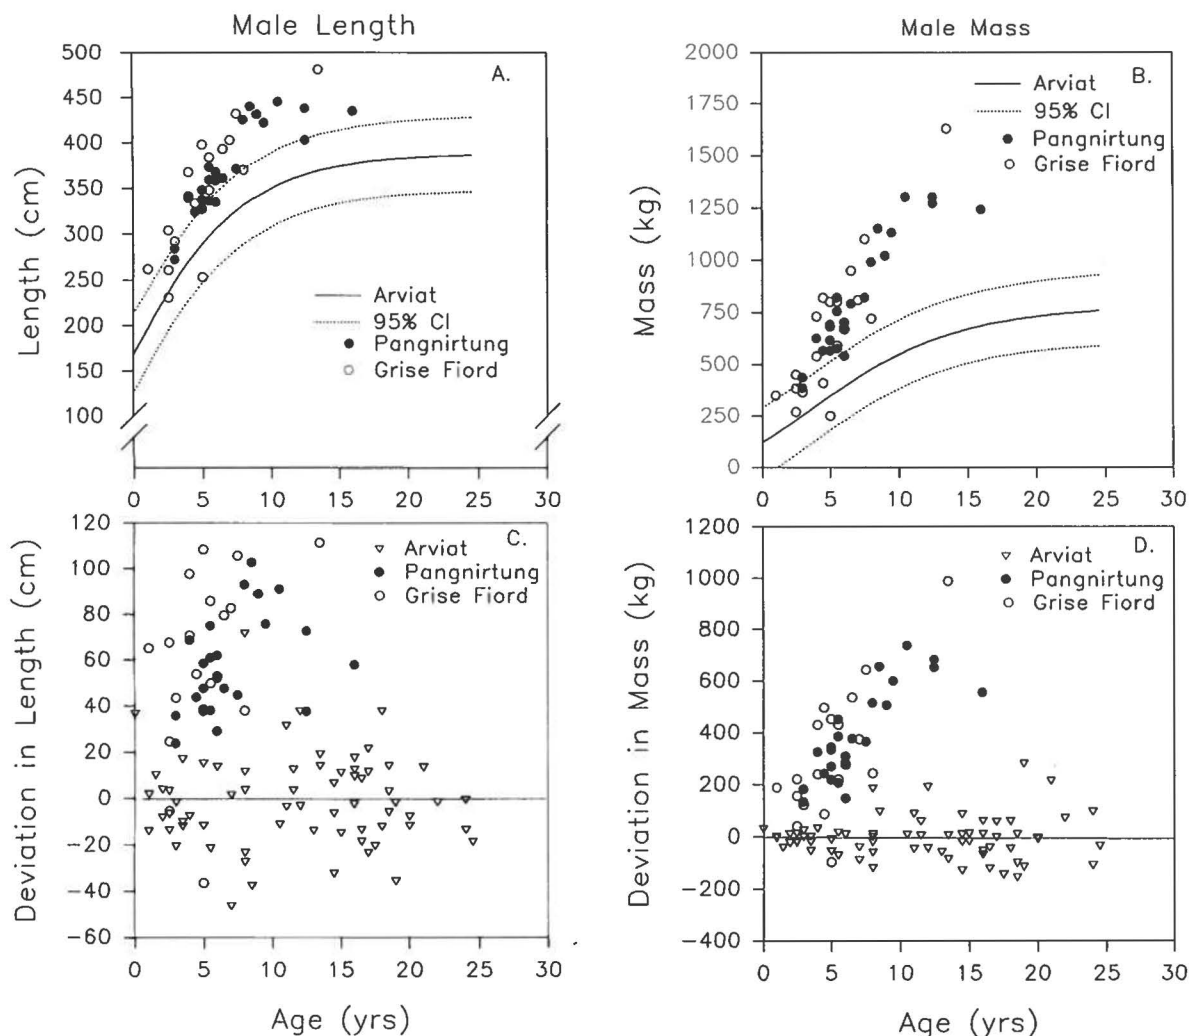 Male Length
A.
500
450
400
350
300
250
200
150
100
Length (cm)
Arviat
95% CI
Pangnirtung
Grise Fiord
0 5 10 15 20 25 30
Male Mass
B.
2000
1750
1500
1250
1000
750
500
250
0
Mass (kg)
Arviat
95% CI
Pangnirtung
Grise Fiord
0 5 10 15 20 25 30
C.
120
100
80
60
40
20
0
-20
-40
-60
Deviation in Length (cm)
Arviat
Pangnirtung
Grise Fiord
0 5 10 15 20 25 30
Age (yrs)
D.
1200
1000
800
600
400
200
0
-200
-400
Deviation in Mass (kg)
Arviat
Pangnirtung
Grise Fiord
0 5 10 15 20 25 30
Age (yrs)